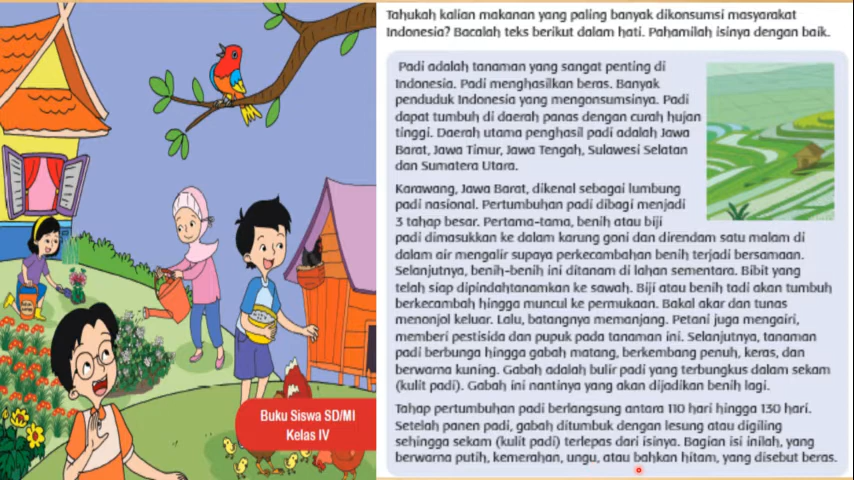 Tahukah kalian makanan yang paling banyak dikonsumsi masyarakat
Indonesia? Bacalah teks berikut dalam hati. Pahamilah isinya dengan baik.
Padi adalah tanaman yang sangat penting di
Indonesia. Padi menghasilkan beras. Banyak
penduduk Indonesia yang mengonsumsinya. Padi
dapat tumbuh di daerah panas dengan curah hujan
tinggi. Daerah utama penghasil padi adalah Jawa
Barat, Jawa Timur, Jawa Tengah, Sulawesi Selatan
dan Sumatera Utara.
Karawang, Jawa Barat, dikenal sebagai lumbung
padi nasional. Pertumbuhan padi dibagi menjadi
3 tahap besar. Pertama-tama, benih atau biji
padi dimasukkan ke dalam karung goni dan direndam satu malam di
dalam air mengalir supaya perkecambahan benih terjadi bersamaan.
Selanjutnya, benih-benih ini ditanam di lahan sementara. Bibit yang
telah siap dipindahtanamkan ke sawah. Biji atau benih tadi akan tumbuh
berkecambah hingga muncul ke permukaan. Bakal akar dan tunas
menonjol keluar. Lalu, batangnya memanjang. Petani juga mengairi,
memberi pestisida dan pupuk pada tanaman ini. Selanjutnya, tanaman
padi berbunga hingga gabah matang, berkembang penuh, keras, dan
berwarna kuning. Gabah adalah bulir padi yang terbungkus dalam sekam
(kulit padi). Gabah ini nantinya yang akan dijadikan benih lagi.
Tahap pertumbuhan padi berlangsung antara 110 hari hingga 130 hari.
Setelah panen padi, gabah ditumbuk dengan lesung atau digiling
sehingga sekam (kulit padi) terlepas dari isinya. Bagian isi inilah, yang
berwarna putih, kemerahan, ungu, atau bahkan hitam, yang disebut beras.
Buku Siswa SD/MI
Kelas IV